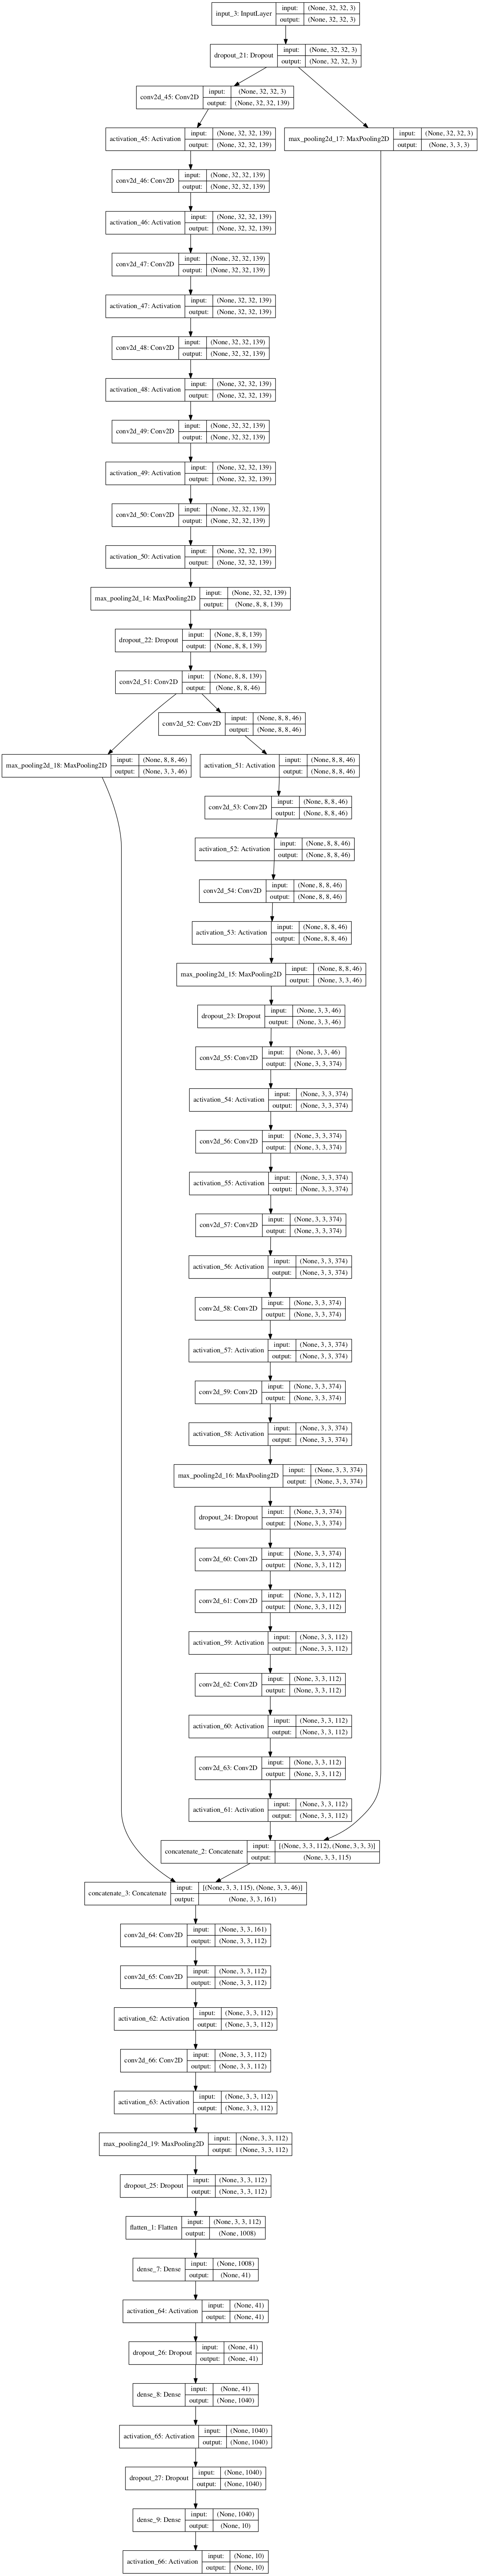 input_3: InputLayer input: (None, 32, 32, 3)
output: (None, 32, 32, 3)
dropout_21: Dropout input: (None, 32, 32, 3)
output: (None, 32, 32, 3)
conv2d_45: Conv2D input: (None, 32, 32, 3)
output: (None, 32, 32, 139)
activation_45: Activation input: (None, 32, 32, 139)
output: (None, 32, 32, 139)
max_pooling2d_17: MaxPooling2D input: (None, 32, 32, 3)
output: (None, 3, 3, 3)
conv2d_46: Conv2D input: (None, 32, 32, 139)
output: (None, 32, 32, 139)
activation_46: Activation input: (None, 32, 32, 139)
output: (None, 32, 32, 139)
conv2d_47: Conv2D input: (None, 32, 32, 139)
output: (None, 32, 32, 139)
activation_47: Activation input: (None, 32, 32, 139)
output: (None, 32, 32, 139)
conv2d_48: Conv2D input: (None, 32, 32, 139)
output: (None, 32, 32, 139)
activation_48: Activation input: (None, 32, 32, 139)
output: (None, 32, 32, 139)
conv2d_49: Conv2D input: (None, 32, 32, 139)
output: (None, 32, 32, 139)
activation_49: Activation input: (None, 32, 32, 139)
output: (None, 32, 32, 139)
conv2d_50: Conv2D input: (None, 32, 32, 139)
output: (None, 32, 32, 139)
activation_50: Activation input: (None, 32, 32, 139)
output: (None, 32, 32, 139)
max_pooling2d_14: MaxPooling2D input: (None, 32, 32, 139)
output: (None, 8, 8, 139)
dropout_22: Dropout input: (None, 8, 8, 139)
output: (None, 8, 8, 139)
conv2d_51: Conv2D input: (None, 8, 8, 139)
output: (None, 8, 8, 46)
conv2d_52: Conv2D input: (None, 8, 8, 46)
output: (None, 8, 8, 46)
max_pooling2d_18: MaxPooling2D input: (None, 8, 8, 46)
output: (None, 3, 3, 46)
activation_51: Activation input: (None, 8, 8, 46)
output: (None, 8, 8, 46)
conv2d_53: Conv2D input: (None, 8, 8, 46)
output: (None, 8, 8, 46)
activation_52: Activation input: (None, 8, 8, 46)
output: (None, 8, 8, 46)
conv2d_54: Conv2D input: (None, 8, 8, 46)
output: (None, 8, 8, 46)
activation_53: Activation input: (None, 8, 8, 46)
output: (None, 8, 8, 46)
max_pooling2d_15: MaxPooling2D input: (None, 8, 8, 46)
output: (None, 3, 3, 46)
dropout_23: Dropout input: (None, 3, 3, 46)
output: (None, 3, 3, 46)
conv2d_55: Conv2D input: (None, 3, 3, 46)
output: (None, 3, 3, 374)
activation_54: Activation input: (None, 3, 3, 374)
output: (None, 3, 3, 374)
conv2d_56: Conv2D input: (None, 3, 3, 374)
output: (None, 3, 3, 374)
activation_55: Activation input: (None, 3, 3, 374)
output: (None, 3, 3, 374)
conv2d_57: Conv2D input: (None, 3, 3, 374)
output: (None, 3, 3, 374)
activation_56: Activation input: (None, 3, 3, 374)
output: (None, 3, 3, 374)
conv2d_58: Conv2D input: (None, 3, 3, 374)
output: (None, 3, 3, 374)
activation_57: Activation input: (None, 3, 3, 374)
output: (None, 3, 3, 374)
conv2d_59: Conv2D input: (None, 3, 3, 374)
output: (None, 3, 3, 374)
activation_58: Activation input: (None, 3, 3, 374)
output: (None, 3, 3, 374)
max_pooling2d_16: MaxPooling2D input: (None, 3, 3, 374)
output: (None, 3, 3, 374)
dropout_24: Dropout input: (None, 3, 3, 374)
output: (None, 3, 3, 374)
conv2d_60: Conv2D input: (None, 3, 3, 374)
output: (None, 3, 3, 112)
conv2d_61: Conv2D input: (None, 3, 3, 112)
output: (None, 3, 3, 112)
activation_59: Activation input: (None, 3, 3, 112)
output: (None, 3, 3, 112)
conv2d_62: Conv2D input: (None, 3, 3, 112)
output: (None, 3, 3, 112)
activation_60: Activation input: (None, 3, 3, 112)
output: (None, 3, 3, 112)
conv2d_63: Conv2D input: (None, 3, 3, 112)
output: (None, 3, 3, 112)
activation_61: Activation input: (None, 3, 3, 112)
output: (None, 3, 3, 112)
concatenate_2: Concatenate input: [(None, 3, 3, 112), (None, 3, 3, 3)]
output: (None, 3, 3, 115)
concatenate_3: Concatenate input: [(None, 3, 3, 115), (None, 3, 3, 46)]
output: (None, 3, 3, 161)
conv2d_64: Conv2D input: (None, 3, 3, 161)
output: (None, 3, 3, 112)
conv2d_65: Conv2D input: (None, 3, 3, 112)
output: (None, 3, 3, 112)
activation_62: Activation input: (None, 3, 3, 112)
output: (None, 3, 3, 112)
conv2d_66: Conv2D input: (None, 3, 3, 112)
output: (None, 3, 3, 112)
activation_63: Activation input: (None, 3, 3, 112)
output: (None, 3, 3, 112)
max_pooling2d_19: MaxPooling2D input: (None, 3, 3, 112)
output: (None, 3, 3, 112)
dropout_25: Dropout input: (None, 3, 3, 112)
output: (None, 3, 3, 112)
flatten_1: Flatten input: (None, 3, 3, 112)
output: (None, 1008)
dense_7: Dense input: (None, 1008)
output: (None, 41)
activation_64: Activation input: (None, 41)
output: (None, 41)
dropout_26: Dropout input: (None, 41)
output: (None, 41)
dense_8: Dense input: (None, 41)
output: (None, 1040)
activation_65: Activation input: (None, 1040)
output: (None, 1040)
dropout_27: Dropout input: (None, 1040)
output: (None, 1040)
dense_9: Dense input: (None, 1040)
output: (None, 10)
activation_66: Activation input: (None, 10)
output: (None, 10)